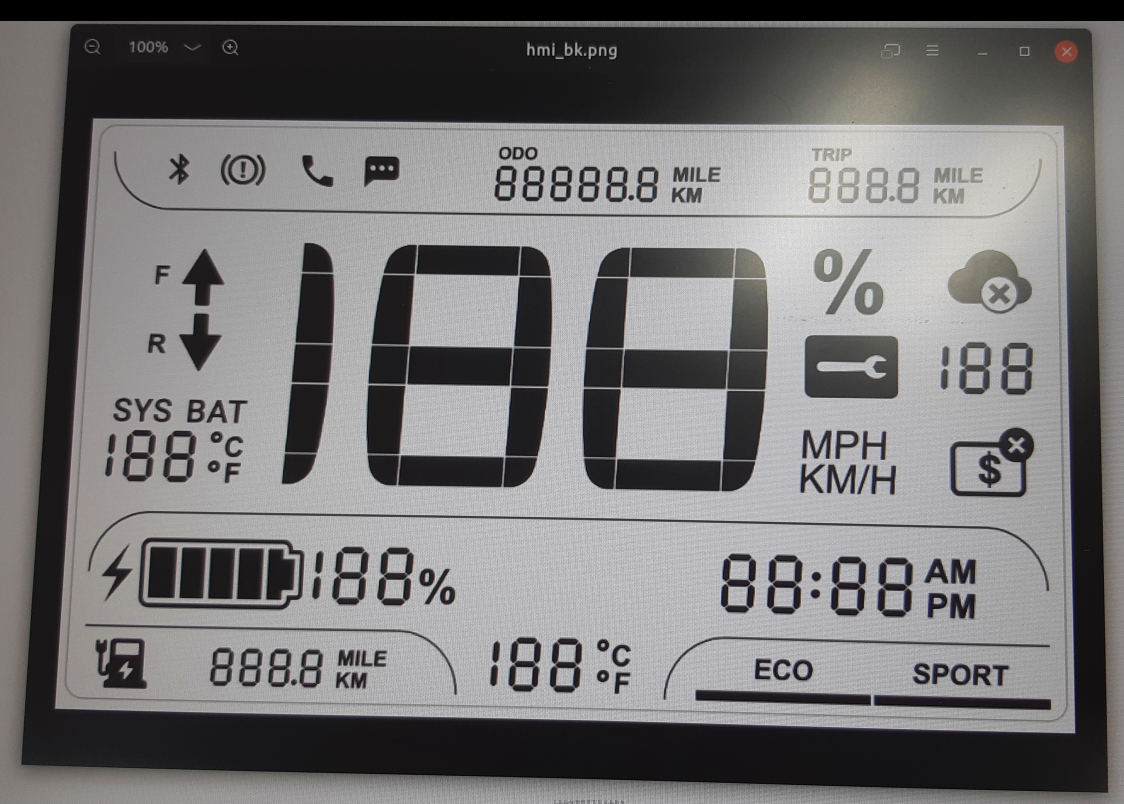 100%
hmi_bk.png
ODO
88888.8 MILE
KM
TRIP
888.8 MILE
KM
F
R
188
%
188
SYS BAT
188 °C
°F
MPH
KM/H
$
188%
88:88 AM
PM
888.8 MILE
KM
188 °C
°F
ECO
SPORT